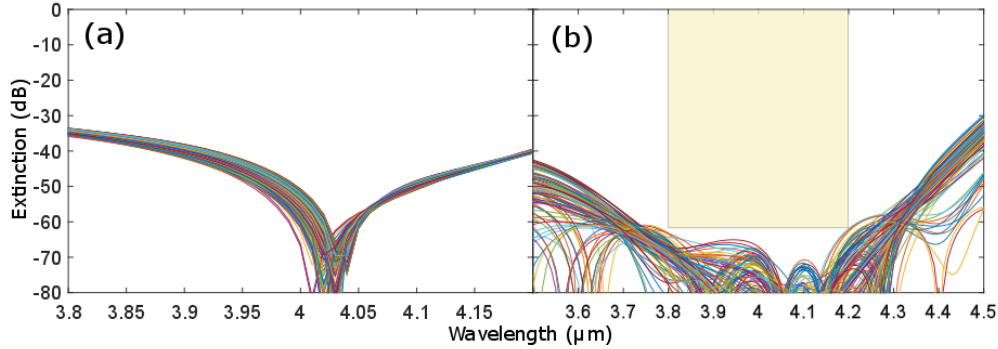 (a)
(b)
Extinction (dB)
0
-10
-20
-30
-40
-50
-60
-70
-80
3.8 3.85 3.9 3.95 4 4.05 4.1 4.15
3.6 3.7 3.8 3.9 4 4.1 4.2 4.3 4.4 4.5
Wavelength (µm)